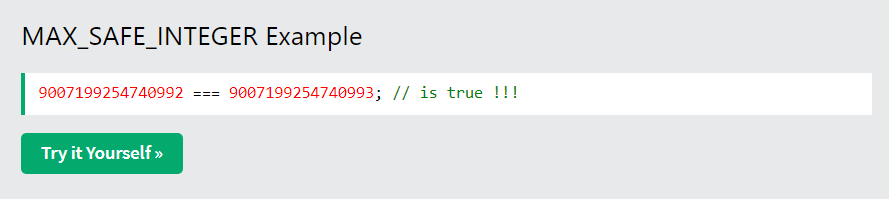 MAX_SAFE_INTEGER Example
9007199254740992 === 9007199254740993; // is true !!!
Try it Yourself »